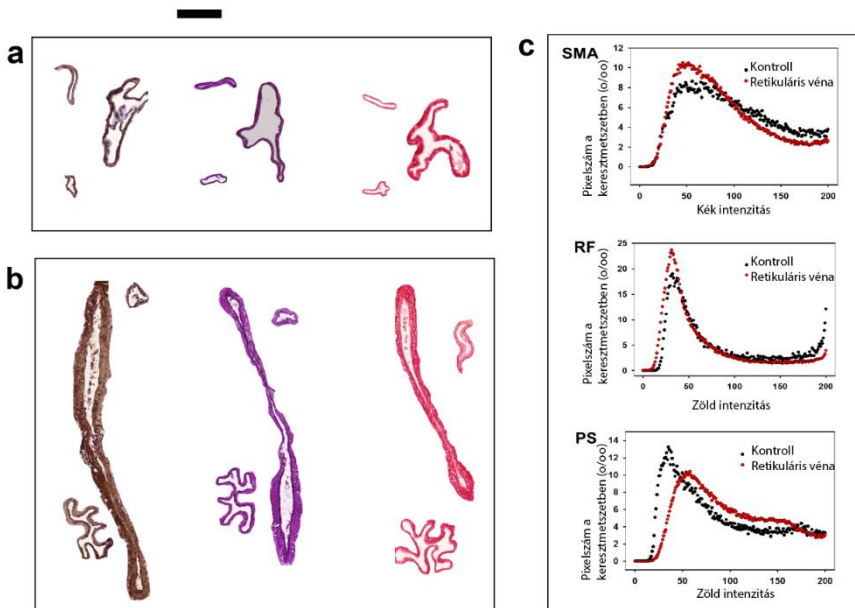 a
b
c
SMA
Kontroll
Retikuláris véna
Pixelszám a
keresztmetszetben (o/oo)
12
10
8
6
4
2
0
0 50 100 150 200
Kék intenzitás
RF
Kontroll
Retikuláris véna
Pixelszám a
keresztmetszetben (o/oo)
25
20
15
10
5
0
0 50 100 150 200
Zöld intenzitás
PS
Kontroll
Retikuláris véna
Pixelszám a
keresztmetszetben (o/oo)
14
12
10
8
6
4
2
0
0 50 100 150 200
Zöld intenzitás